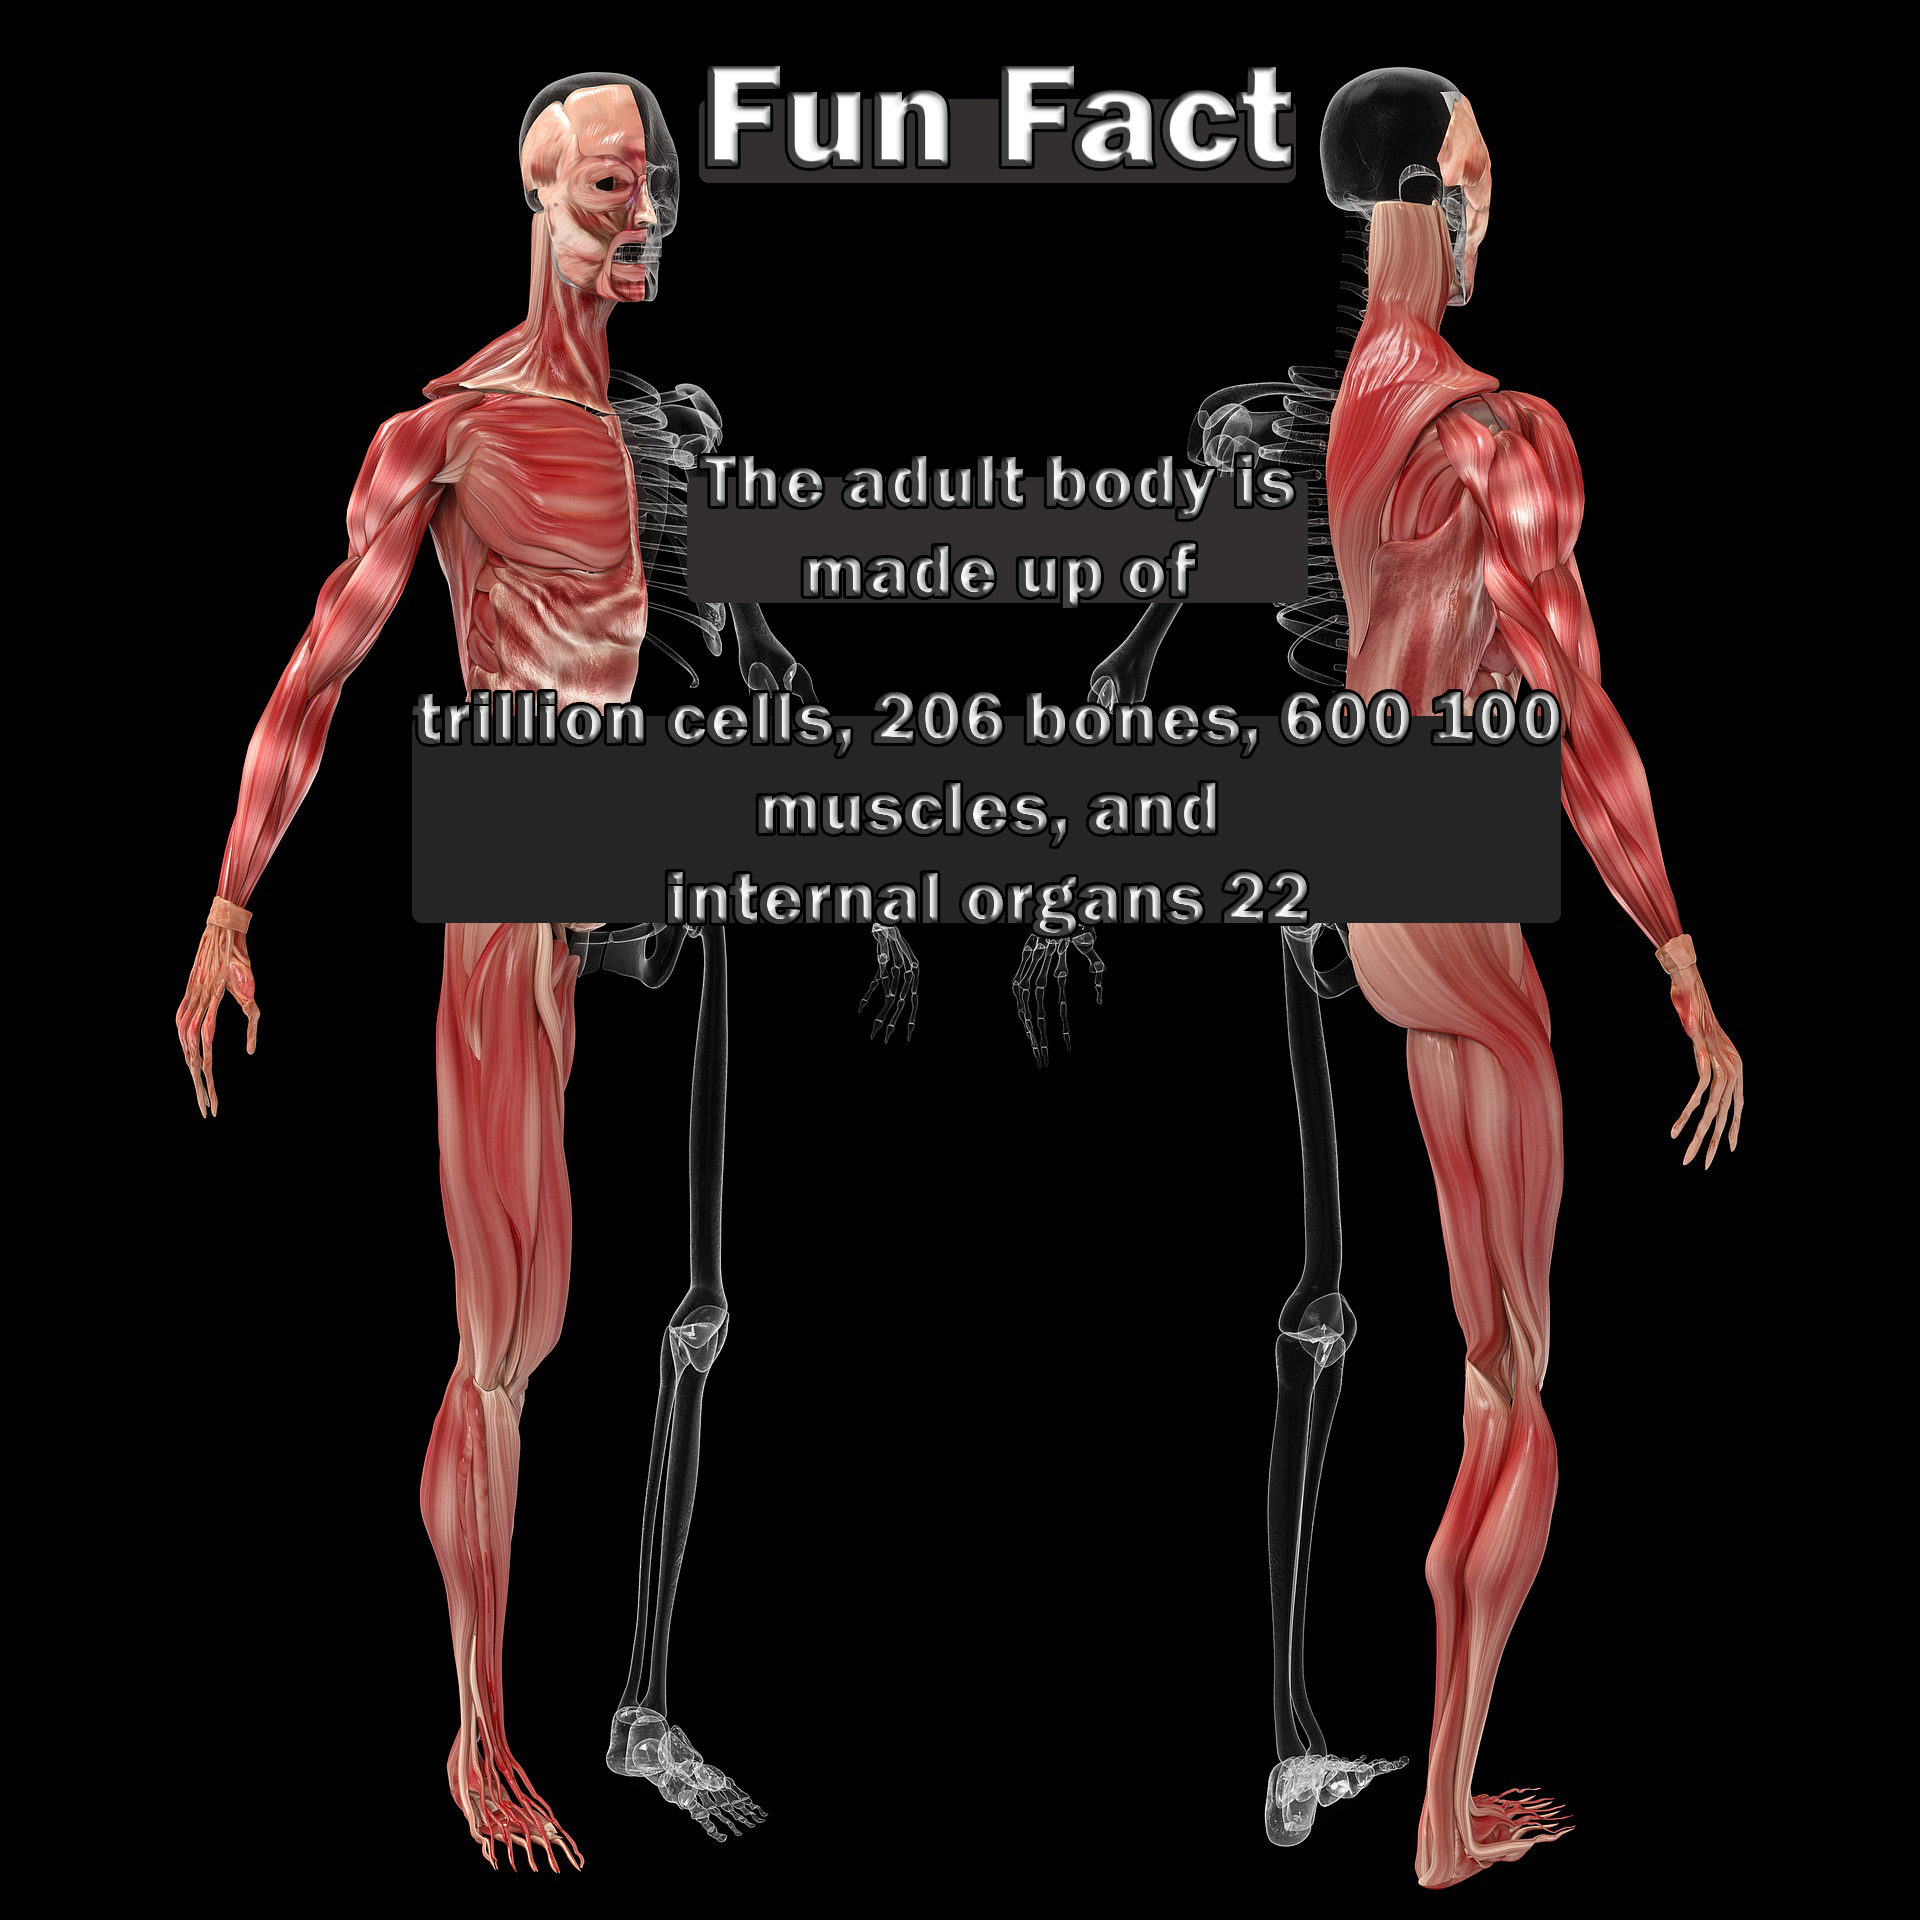 Fun Fact
The adult body is
made up of
trillion cells, 206 bones, 600 100
muscles, and
internal organs 22